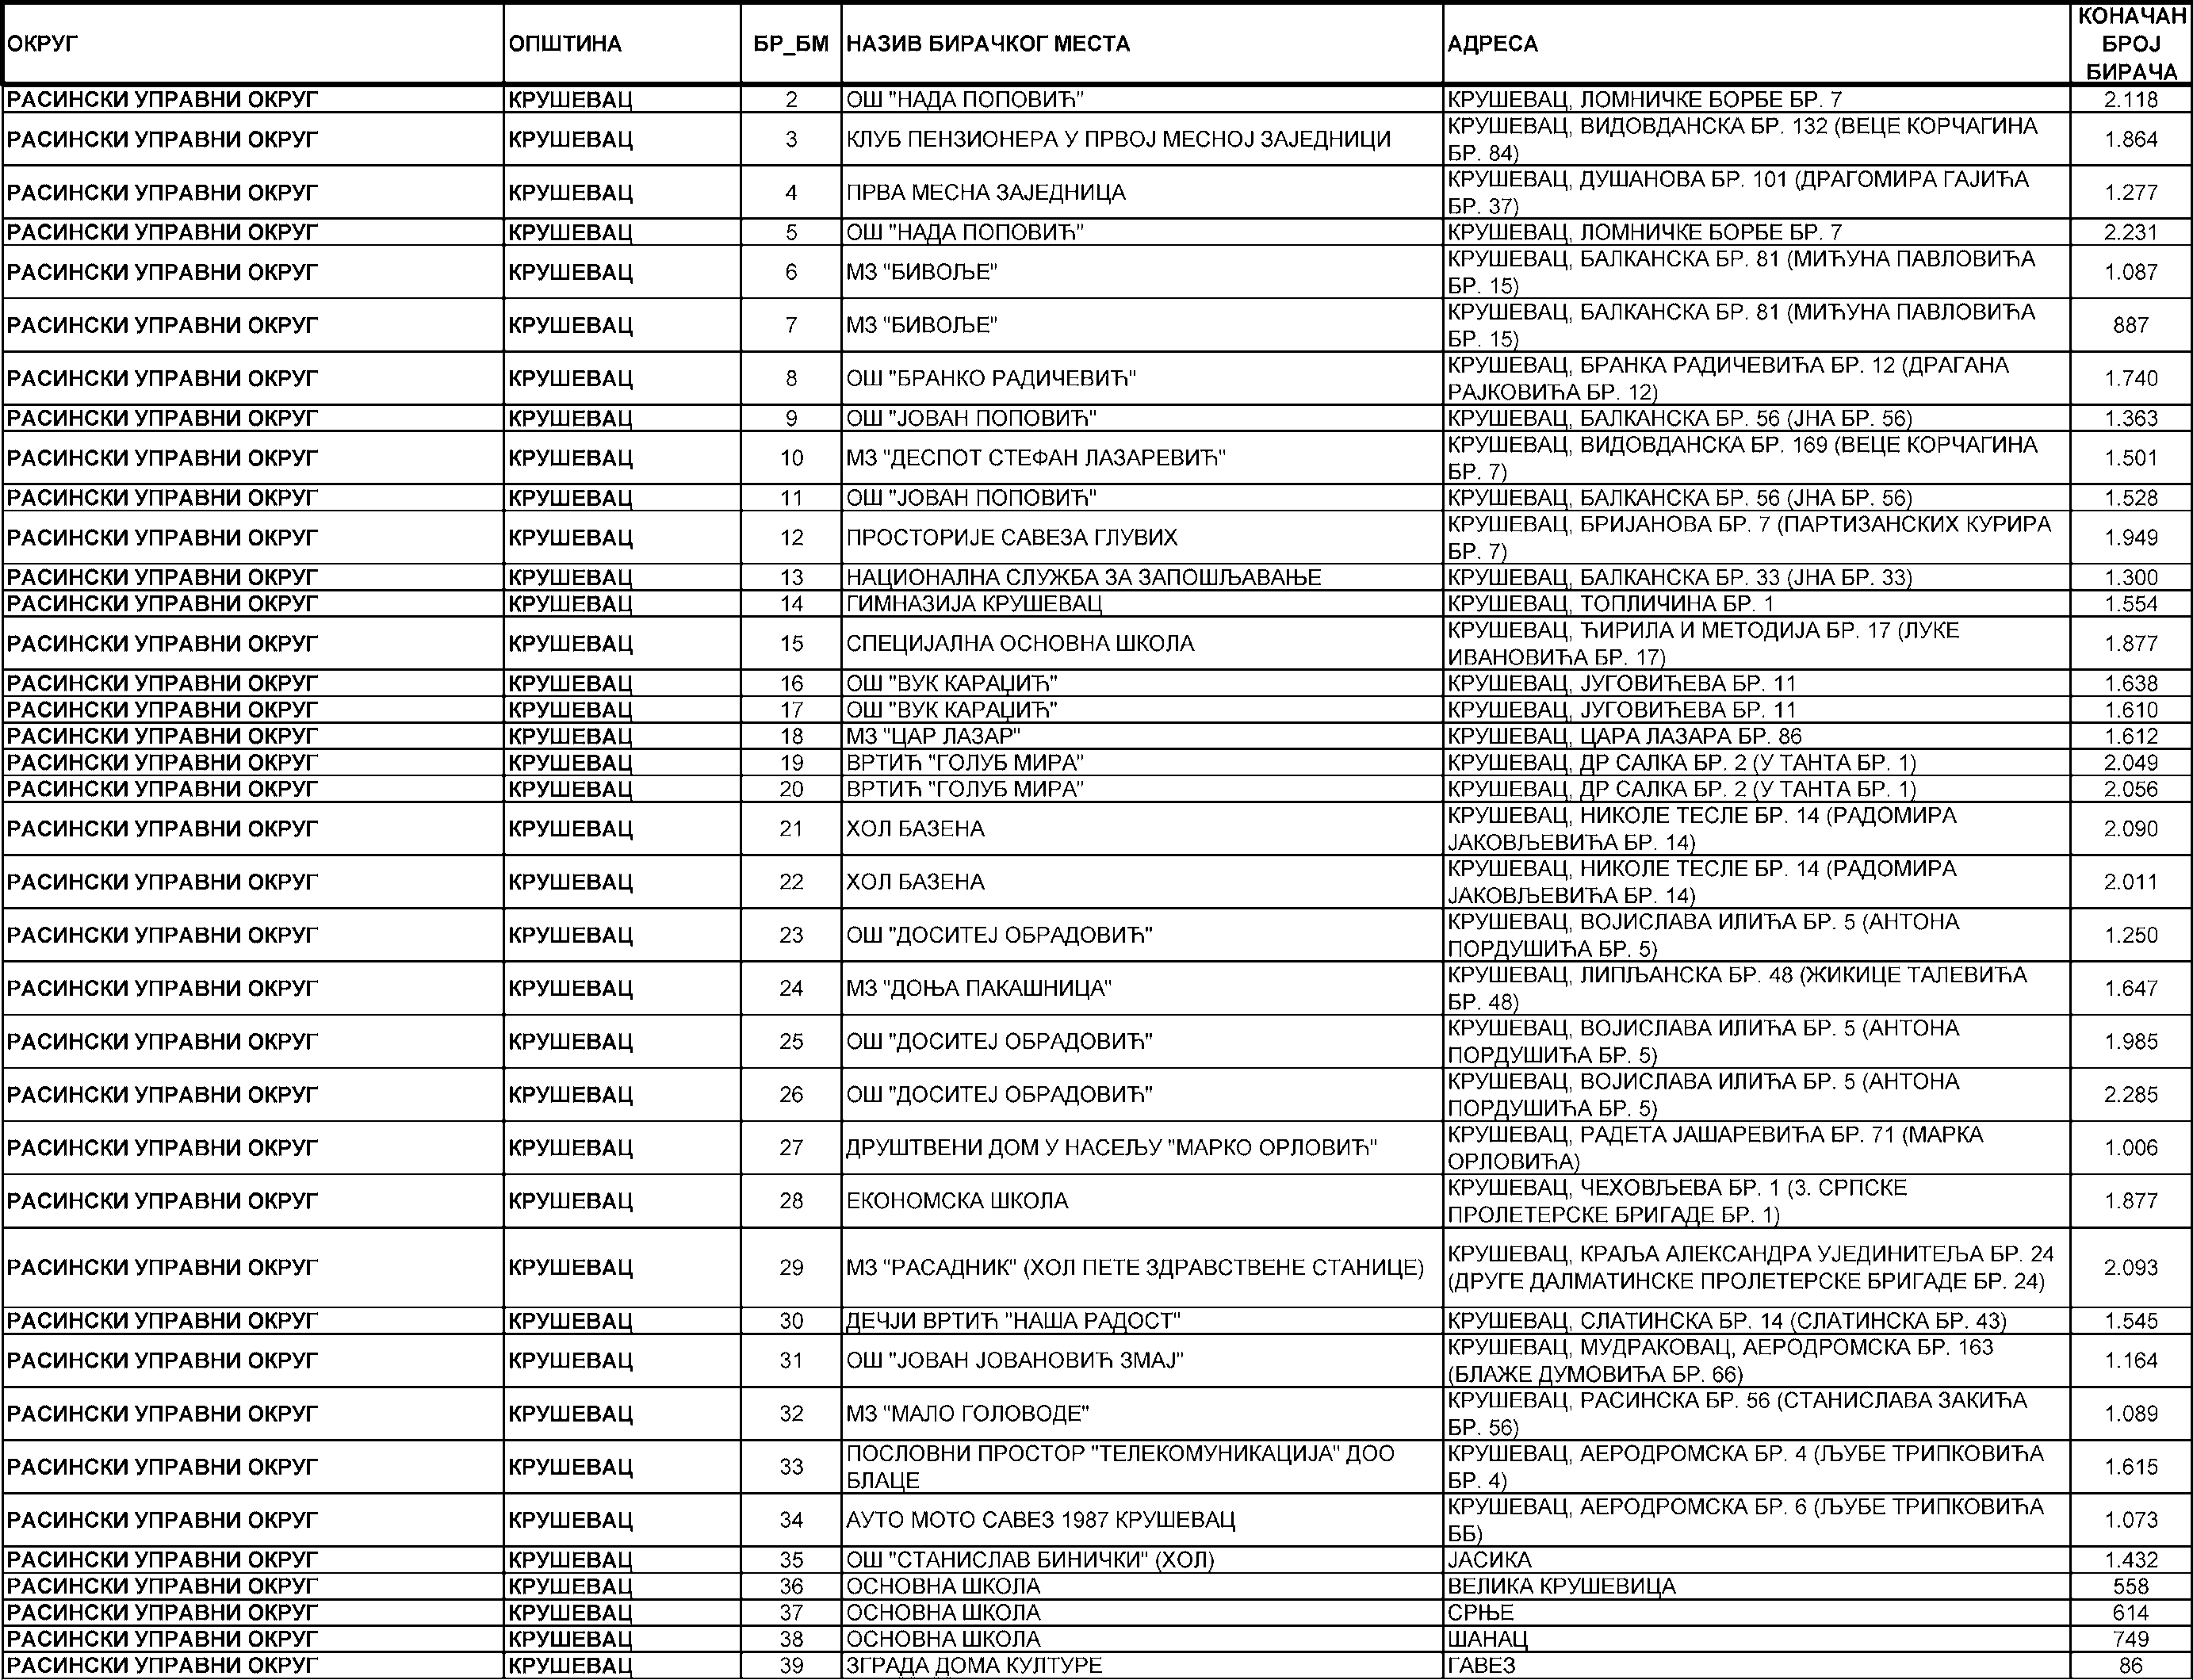 ОКРУГ ОПШТИНА БР_БМ НАЗИВ БИРАЧКОГ МЕСТА АДРЕСА КОНАЧАН
БРОЈ
БИРАЧА
РАСИНСКИ УПРАВНИ ОКРУГ КРУШЕВАЦ 2 ОШ "НАДА ПОПОВИЋ" КРУШЕВАЦ, ЛОМНИЧКЕ БОРБЕ БР. 7 2.118
РАСИНСКИ УПРАВНИ ОКРУГ КРУШЕВАЦ 3 КЛУБ ПЕНЗИОНЕРА У ПРВОЈ МЕСНОЈ ЗАЈЕДНИЦИ КРУШЕВАЦ, ВИДОВДАНСКА БР. 132 (ВЕЦЕ КОРЧАГИНА
БР. 84) 1.864
РАСИНСКИ УПРАВНИ ОКРУГ КРУШЕВАЦ 4 ПРВА МЕСНА ЗАЈЕДНИЦА КРУШЕВАЦ, ДУШАНОВА БР. 101 (ДРАГОМИРА ГАЈИЋА
БР. 37) 1.277
РАСИНСКИ УПРАВНИ ОКРУГ КРУШЕВАЦ 5 ОШ "НАДА ПОПОВИЋ" КРУШЕВАЦ, ЛОМНИЧКЕ БОРБЕ БР. 7 2.231
РАСИНСКИ УПРАВНИ ОКРУГ КРУШЕВАЦ 6 МЗ "БИВОЉЕ" КРУШЕВАЦ, БАЛКАНСКА БР. 81 (МИЋУНА ПАВЛОВИЋА
БР. 15) 1.087
РАСИНСКИ УПРАВНИ ОКРУГ КРУШЕВАЦ 7 МЗ "БИВОЉЕ" КРУШЕВАЦ, БАЛКАНСКА БР. 81 (МИЋУНА ПАВЛОВИЋА
БР. 15) 887
РАСИНСКИ УПРАВНИ ОКРУГ КРУШЕВАЦ 8 ОШ "БРАНКО РАДИЧЕВИЋ" КРУШЕВАЦ, БРАНКА РАДИЧЕВИЋА БР. 12 (ДРАГАНА
РАЈКОВИЋА БР. 12) 1.740
РАСИНСКИ УПРАВНИ ОКРУГ КРУШЕВАЦ 9 ОШ "ЈОВАН ПОПОВИЋ" КРУШЕВАЦ, БАЛКАНСКА БР. 56 (ЈНА БР. 56) 1.363
РАСИНСКИ УПРАВНИ ОКРУГ КРУШЕВАЦ 10 МЗ "ДЕСПОТ СТЕФАН ЛАЗАРЕВИЋ" КРУШЕВАЦ, ВИДОВДАНСКА БР. 169 (ВЕЦЕ КОРЧАГИНА
БР. 7) 1.501
РАСИНСКИ УПРАВНИ ОКРУГ КРУШЕВАЦ 11 ОШ "ЈОВАН ПОПОВИЋ" КРУШЕВАЦ, БАЛКАНСКА БР. 56 (ЈНА БР. 56) 1.528
РАСИНСКИ УПРАВНИ ОКРУГ КРУШЕВАЦ 12 ПРОСТОРИЈЕ САВЕЗА ГЛУВИХ КРУШЕВАЦ, БРИЈАНОВА БР. 7 (ПАРТИЗАНСКИХ КУРИРА
БР. 7) 1.949
РАСИНСКИ УПРАВНИ ОКРУГ КРУШЕВАЦ 13 НАЦИОНАЛНА СЛУЖБА ЗА ЗАПОШЉАВАЊЕ КРУШЕВАЦ, БАЛКАНСКА БР. 33 (ЈНА БР. 33) 1.300
РАСИНСКИ УПРАВНИ ОКРУГ КРУШЕВАЦ 14 ГИМНАЗИЈА КРУШЕВАЦ КРУШЕВАЦ, ТОПЛИЧИНА БР. 1 1.554
РАСИНСКИ УПРАВНИ ОКРУГ КРУШЕВАЦ 15 СПЕЦИЈАЛНА ОСНОВНА ШКОЛА КРУШЕВАЦ, ЋИРИЛА И МЕТОДИЈА БР. 17 (ЛУКЕ
ИВАНОВИЋА БР. 17) 1.877
РАСИНСКИ УПРАВНИ ОКРУГ КРУШЕВАЦ 16 ОШ "ВУК КАРАЏИЋ" КРУШЕВАЦ, ЈУГОВИЋЕВА БР. 11 1.638
РАСИНСКИ УПРАВНИ ОКРУГ КРУШЕВАЦ 17 ОШ "ВУК КАРАЏИЋ" КРУШЕВАЦ, ЈУГОВИЋЕВА БР. 11 1.610
РАСИНСКИ УПРАВНИ ОКРУГ КРУШЕВАЦ 18 МЗ "ЦАР ЛАЗАР" КРУШЕВАЦ, ЦАРА ЛАЗАРА БР. 86 1.612
РАСИНСКИ УПРАВНИ ОКРУГ КРУШЕВАЦ 19 ВРТИЋ "ГОЛУБ МИРА" КРУШЕВАЦ, ДР САЛКА БР. 2 (У ТАНТА БР. 1) 2.049
РАСИНСКИ УПРАВНИ ОКРУГ КРУШЕВАЦ 20 ВРТИЋ "ГОЛУБ МИРА" КРУШЕВАЦ, ДР САЛКА БР. 2 (У ТАНТА БР. 1) 2.056
РАСИНСКИ УПРАВНИ ОКРУГ КРУШЕВАЦ 21 ХОЛ БАЗЕНА КРУШЕВАЦ, НИКОЛЕ ТЕСЛЕ БР. 14 (РАДОМИРА
ЈАКОВЉЕВИЋА БР. 14) 2.090
РАСИНСКИ УПРАВНИ ОКРУГ КРУШЕВАЦ 22 ХОЛ БАЗЕНА КРУШЕВАЦ, НИКОЛЕ ТЕСЛЕ БР. 14 (РАДОМИРА
ЈАКОВЉЕВИЋА БР. 14) 2.011
РАСИНСКИ УПРАВНИ ОКРУГ КРУШЕВАЦ 23 ОШ "ДОСИТЕЈ ОБРАДОВИЋ" КРУШЕВАЦ, ВОЈИСЛАВА ИЛИЋА БР. 5 (АНТОНА
ПОРДУШИЋА БР. 5) 1.250
РАСИНСКИ УПРАВНИ ОКРУГ КРУШЕВАЦ 24 МЗ "ДОЊА ПАКАШНИЦА" КРУШЕВАЦ, ЛИПЉАНСКА БР. 48 (ЖИКИЦЕ ТАЛЕВИЋА
БР. 48) 1.647
РАСИНСКИ УПРАВНИ ОКРУГ КРУШЕВАЦ 25 ОШ "ДОСИТЕЈ ОБРАДОВИЋ" КРУШЕВАЦ, ВОЈИСЛАВА ИЛИЋА БР. 5 (АНТОНА
ПОРДУШИЋА БР. 5) 1.985
РАСИНСКИ УПРАВНИ ОКРУГ КРУШЕВАЦ 26 ОШ "ДОСИТЕЈ ОБРАДОВИЋ" КРУШЕВАЦ, ВОЈИСЛАВА ИЛИЋА БР. 5 (АНТОНА
ПОРДУШИЋА БР. 5) 2.285
РАСИНСКИ УПРАВНИ ОКРУГ КРУШЕВАЦ 27 ДРУШТВЕНИ ДОМ У НАСЕЉУ "МАРКО ОРЛОВИЋ" КРУШЕВАЦ, РАДЕТА ЈАШАРЕВИЋА БР. 71 (МАРКА
ОРЛОВИЋА) 1.006
РАСИНСКИ УПРАВНИ ОКРУГ КРУШЕВАЦ 28 ЕКОНОМСКА ШКОЛА КРУШЕВАЦ, ЧЕХОВЉЕВА БР. 1 (3. СРПСКЕ
ПРОЛЕТЕРСКЕ БРИГАДЕ БР. 1) 1.877
РАСИНСКИ УПРАВНИ ОКРУГ КРУШЕВАЦ 29 МЗ "РАСАДНИК" (ХОЛ ПЕТЕ ЗДРАВСТВЕНЕ СТАНИЦЕ) КРУШЕВАЦ, КРАЉА АЛЕКСАНДРА УЈЕДИНИТЕЉА БР. 24
(ДРУГЕ ДАЛМАТИНСКЕ ПРОЛЕТЕРСКЕ БРИГАДЕ БР. 24) 2.093
РАСИНСКИ УПРАВНИ ОКРУГ КРУШЕВАЦ 30 ДЕЧЈИ ВРТИЋ "НАША РАДОСТ" КРУШЕВАЦ, СЛАТИНСКА БР. 14 (СЛАТИНСКА БР. 43) 1.545
РАСИНСКИ УПРАВНИ ОКРУГ КРУШЕВАЦ 31 ОШ "ЈОВАН ЈОВАНОВИЋ ЗМАЈ" КРУШЕВАЦ, МУДРАКОВАЦ, АЕРОДРОМСКА БР. 163
(БЛАЖЕ ДУМОВИЋА БР. 66) 1.164
РАСИНСКИ УПРАВНИ ОКРУГ КРУШЕВАЦ 32 МЗ "МАЛО ГОЛОВОДЕ" КРУШЕВАЦ, РАСИНСКА БР. 56 (СТАНИСЛАВА ЗАКИЋА
БР. 56) 1.089
РАСИНСКИ УПРАВНИ ОКРУГ КРУШЕВАЦ 33 ПОСЛОВНИ ПРОСТОР "ТЕЛЕКОМУНИКАЦИЈА" ДОО
БЛАЦЕ КРУШЕВАЦ, АЕРОДРОМСКА БР. 4 (ЉУБЕ ТРИПКОВИЋА
БР. 4) 1.615
РАСИНСКИ УПРАВНИ ОКРУГ КРУШЕВАЦ 34 АУТО МОТО САВЕЗ 1987 КРУШЕВАЦ КРУШЕВАЦ, АЕРОДРОМСКА БР. 6 (ЉУБЕ ТРИПКОВИЋА
ББ) 1.073
РАСИНСКИ УПРАВНИ ОКРУГ КРУШЕВАЦ 35 ОШ "СТАНИСЛАВ БИНИЧКИ" (ХОЛ) ЈАСИКА 1.432
РАСИНСКИ УПРАВНИ ОКРУГ КРУШЕВАЦ 36 ОСНОВНА ШКОЛА ВЕЛИКА КРУШЕВИЦА 558
РАСИНСКИ УПРАВНИ ОКРУГ КРУШЕВАЦ 37 ОСНОВНА ШКОЛА СРЊЕ 614
РАСИНСКИ УПРАВНИ ОКРУГ КРУШЕВАЦ 38 ОСНОВНА ШКОЛА ШАНАЦ 749
РАСИНСКИ УПРАВНИ ОКРУГ КРУШЕВАЦ 39 ЗГРАДА ДОМА КУЛТУРЕ ГАВЕЗ 86